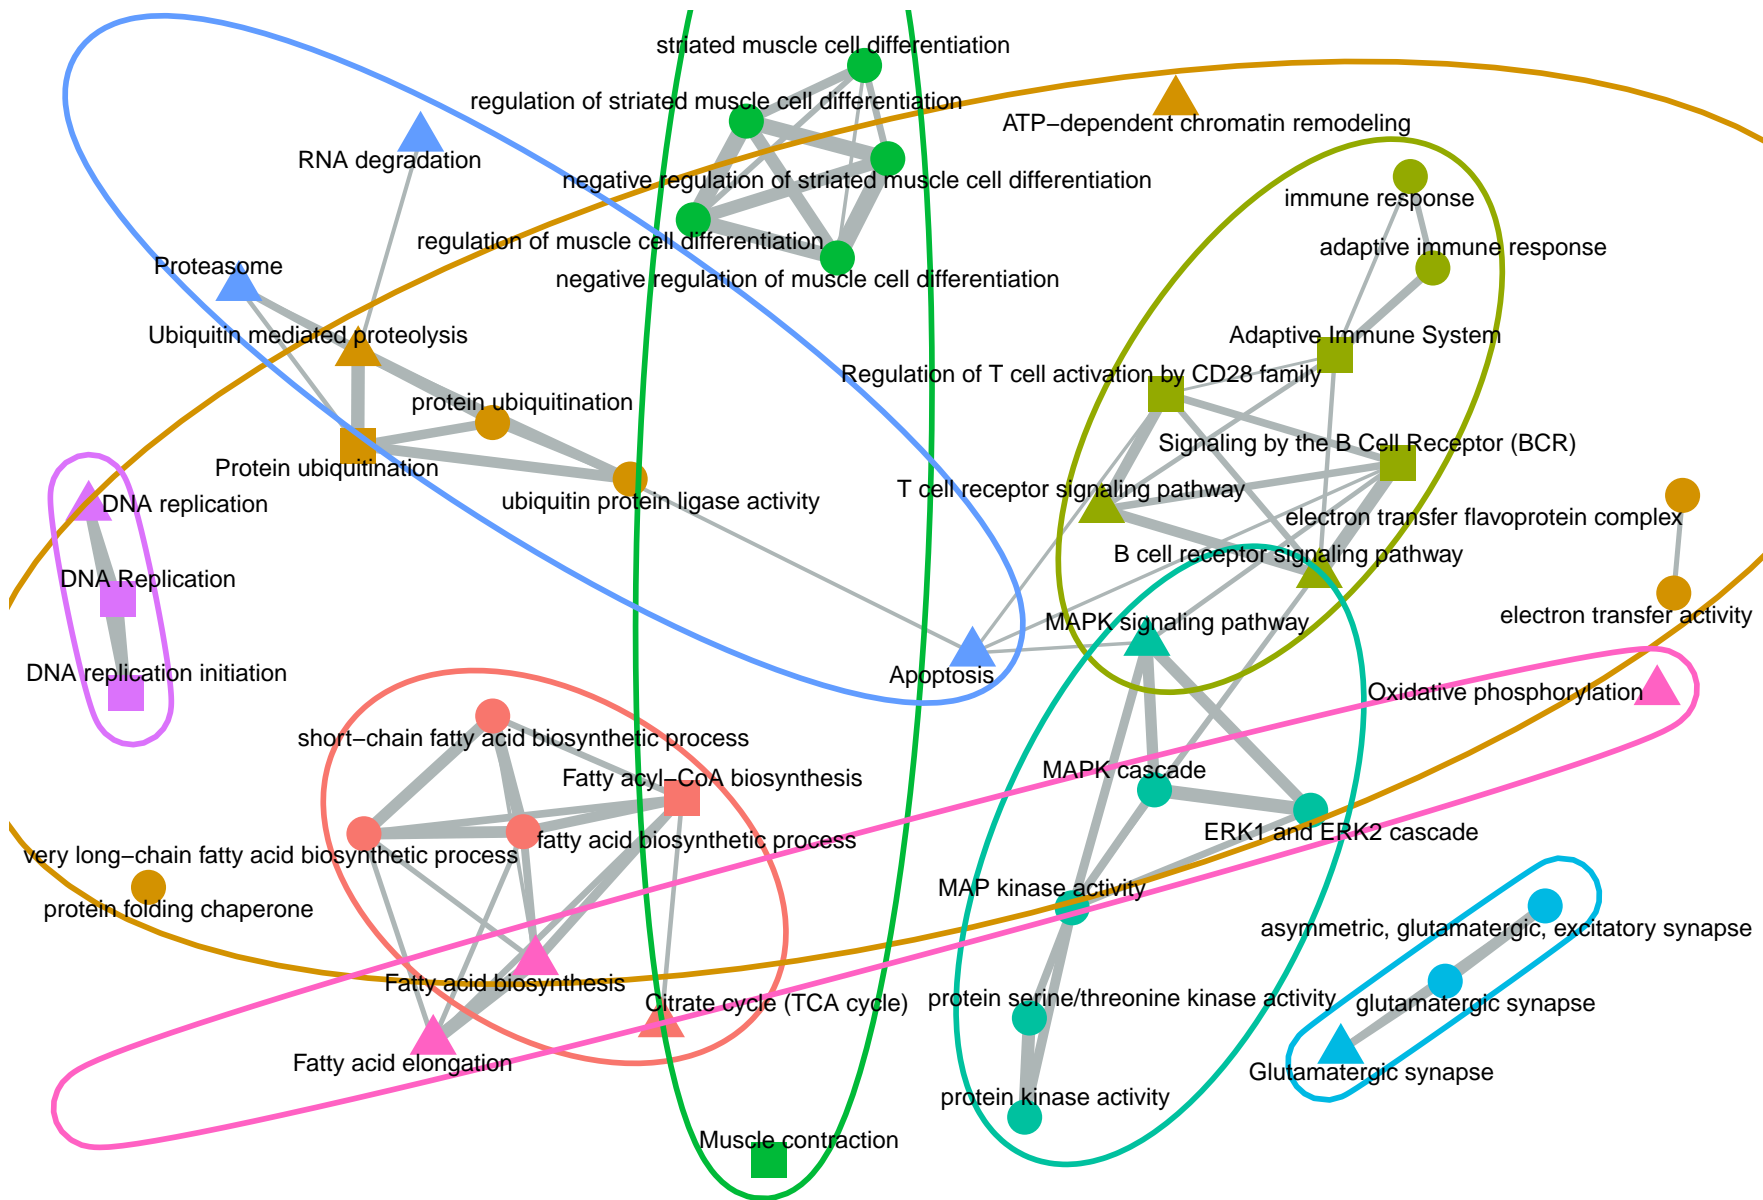 striated muscle cell differentiation
regulation of striated muscle cell differentiation
ATP−dependent chromatin remodeling
RNA degradation
negative regulation of striated muscle cell differentiation
immune response
regulation of muscle cell differentiation
adaptive immune response
Proteasome
negative regulation of muscle cell differentiation
Ubiquitin mediated proteolysis
Adaptive Immune System
Regulation of T cell activation by CD28 family
protein ubiquitination
Signaling by the B Cell Receptor (BCR)
Protein ubiquitination
T cell receptor signaling pathway
ubiquitin protein ligase activity
DNA replication
electron transfer flavoprotein complex
B cell receptor signaling pathway
DNA Replication
electron transfer activity
MAPK signaling pathway
DNA replication initiation
Apoptosis
Oxidative phosphorylation
short−chain fatty acid biosynthetic process
MAPK cascade
Fatty acyl−CoA biosynthesis
ERK1 and ERK2 cascade
fatty acid biosynthetic process
very long−chain fatty acid biosynthetic process
MAP kinase activity
protein folding chaperone
asymmetric, glutamatergic, excitatory synapse
Fatty acid biosynthesis
protein serine/threonine kinase activity
Citrate cycle (TCA cycle)
glutamatergic synapse
Fatty acid elongation
Glutamatergic synapse
protein kinase activity
Muscle contraction